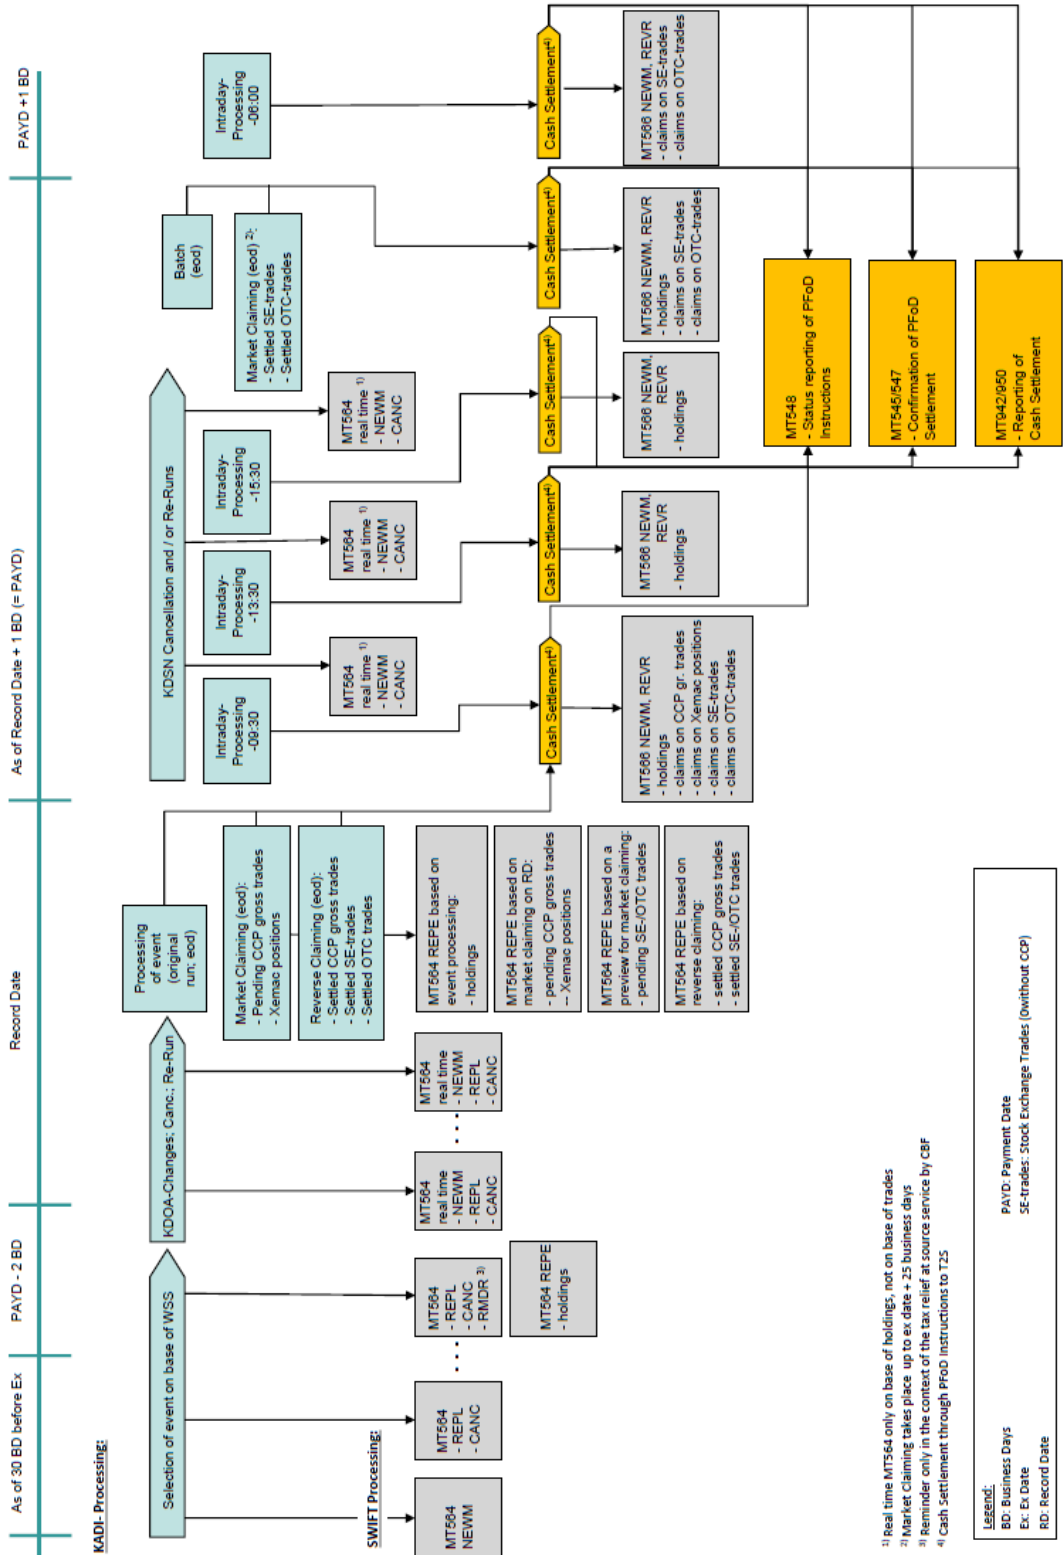 As of 30 BD before Ex
PAYD - 2 BD
Record Date
As of Record Date + 1 BD (= PAYD)
PAYD +1 BD
KADI- Processing:
Selection of event on base of WSS
KDOA-Changes; Canc.; Re-Run
Processing
of event
(original
run; eod)
Market Claiming (eod):
- Pending CCP gross trades
- Xemac positions
Reverse Claiming (eod):
- Settled CCP gross trades
- Settled SE-trades
- Settled OTC trades
KDSN Cancellation and / or Re-Runs
Intraday-
Processing
-09:30
Intraday-
Processing
-13:30
Intraday-
Processing
-15:30
Batch
(eod)
Market Claiming (eod) 2):
- Settled SE-trades
- Settled OTC-trades
Intraday-
Processing
-06:00
MT564
real time 1)
- NEWM
- CANC
MT564
real time 1)
- NEWM
- CANC
MT564
real time 1)
- NEWM
- CANC
SWIFT Processing:
MT564
NEWM
MT564
- REPL
- CANC
. . .
MT564
- REPL
- CANC
- RMDR 3)
MT564 REPE
- holdings
MT564
real time
- NEWM
- REPL
- CANC
. . .
MT564
real time
- NEWM
- REPL
- CANC
MT564 REPE based on
event processing:
- holdings
MT564 REPE based on
market claiming on RD:
- pending CCP gross trades
-- Xemac positions
MT564 REPE based on a
preview for market claiming:
- pending SE-/OTC trades
MT564 REPE based on
reverse claiming:
- settled CCP gross trades
- settled SE-/OTC trades
Cash Settlement4)
Cash Settlement4)
Cash Settlement4)
Cash Settlement4)
Cash Settlement4)
MT566 NEWM, REVR
- holdings
- claims on CCP gr. trades
- claims on Xemac positions
- claims on SE-trades
- claims on OTC-trades
MT566 NEWM,
REVR
- holdings
MT566 NEWM,
REVR
- holdings
MT566 NEWM, REVR
- holdings
- claims on SE-trades
- claims on OTC-trades
MT566 NEWM, REVR
- claims on SE-trades
- claims on OTC-trades
MT548
- Status reporting of PFoD
Instructions
MT545/547
- Confirmation of PFoD
Settlement
MT942/950
- Reporting of
Cash Settlement
1) Real time MT564 only on base of holdings, not on base of trades
2) Market Claiming takes place up to ex date + 25 business days
3) Reminder only in the context of the tax relief at source service by CBF
4) Cash Settlement through PFoD Instructions to T2S
Legend:
BD: Business Days
PAYD: Payment Date
Ex: Ex Date
SE-trades: Stock Exchange Trades (0without CCP)
RD: Record Date